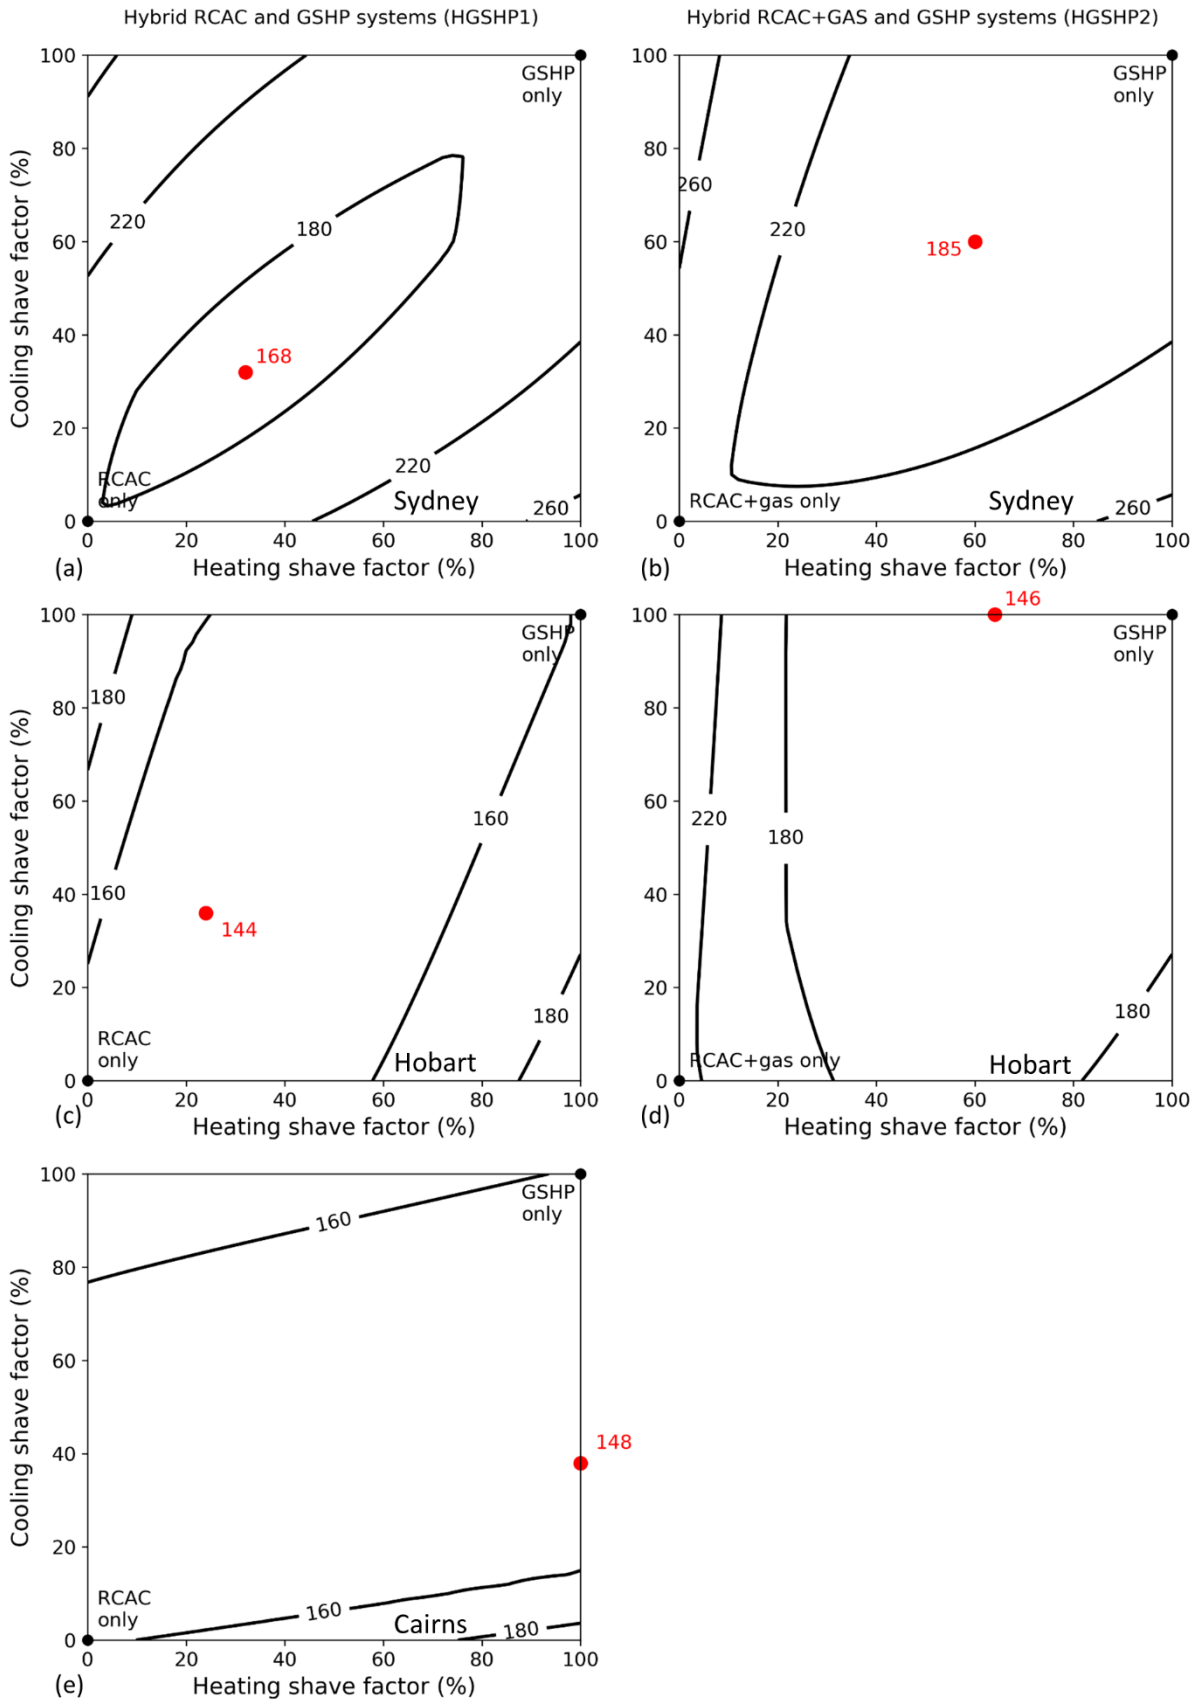 Hybrid RCAC and GSHP systems (HGSHP1)
Hybrid RCAC+GAS and GSHP systems (HGSHP2)
Cooling shave factor (%)
100
80
60
40
20
0
GSHP
only
220
180
168
220
260
RCAC
only
Sydney
0 20 40 60 80 100
Heating shave factor (%)
(a)
100
80
60
40
20
0
GSHP
only
260
220
185
RCAC+gas only
Sydney
260
0 20 40 60 80 100
Heating shave factor (%)
(b)
Cooling shave factor (%)
100
80
60
40
20
0
GSHP
only
180
160
160
144
180
RCAC
only
Hobart
0 20 40 60 80 100
Heating shave factor (%)
(c)
146
100
80
60
40
20
0
GSHP
only
220
180
180
RCAC+gas only
Hobart
0 20 40 60 80 100
Heating shave factor (%)
(d)
Cooling shave factor (%)
100
80
60
40
20
0
GSHP
only
160
148
RCAC
only
160
Cairns
180
0 20 40 60 80 100
Heating shave factor (%)
(e)